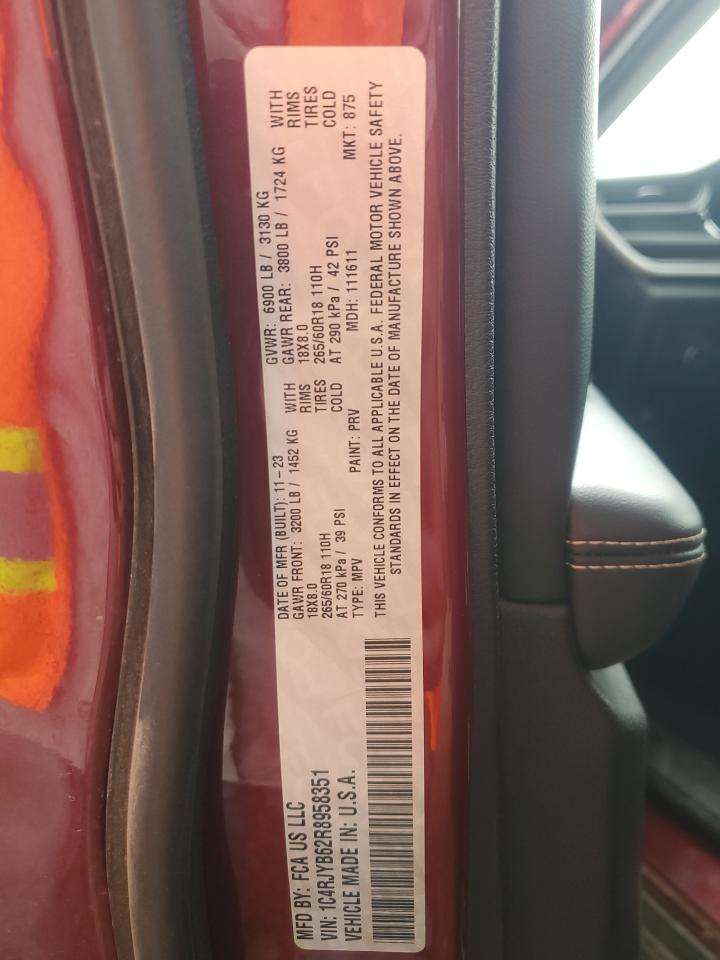 MFD BY: FCA US LLC
DATE OF MFR (BUILT): 11-23
GVWR: 6900 LB / 3130 KG
GAWR FRONT: 3200 LB / 1452 KG WITH
GAWR REAR: 3800 LB / 1724 KG WITH
18X8.0 RIMS
18X8.0 RIMS
265/60R18 110H TIRES
265/60R18 110H TIRES
AT 270 kPa / 39 PSI COLD
AT 290 kPa / 42 PSI COLD
VIN: 1C4RJYB62R8958351
TYPE: MPV PAINT: PRV MDH: 111611 MKT: 875
VEHICLE MADE IN: U.S.A.
THIS VEHICLE CONFORMS TO ALL APPLICABLE U.S.A. FEDERAL MOTOR VEHICLE SAFETY
STANDARDS IN EFFECT ON THE DATE OF MANUFACTURE SHOWN ABOVE.